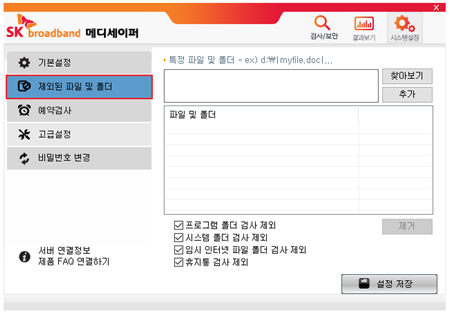 SK broadband 메디세이퍼
검사/보안 결과보기 시스템설정
기본설정
제외된 파일 및 폴더
예약검사
고급설정
비밀번호 변경
서버 연결정보
제품 FAQ 연결하기
특정 파일 및 폴더 - ex) d:\|myfile,doc|...
찾아보기
추가
파일 및 폴더
프로그램 폴더 검사 제외
시스템 폴더 검사 제외
임시 인터넷 파일 폴더 검사 제외
휴지통 검사 제외
제거
설정 저장